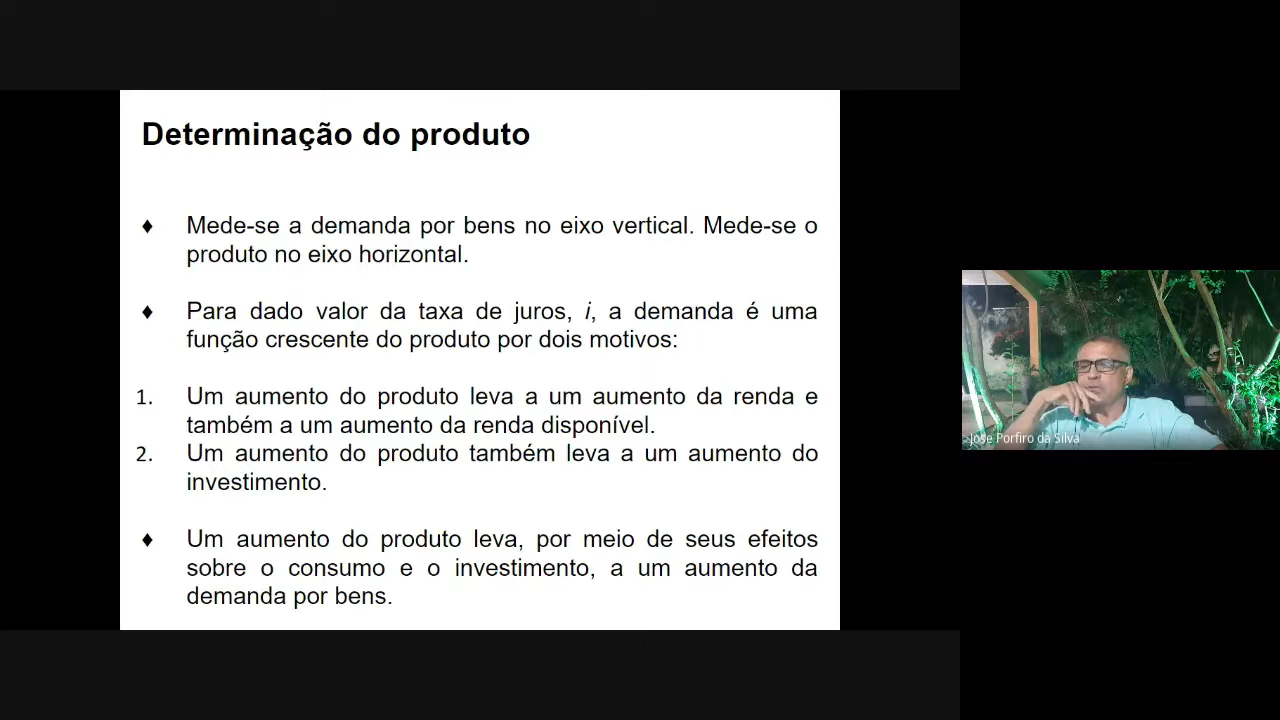 Determinação do produto
♦ Mede-se a demanda por bens no eixo vertical. Mede-se o
produto no eixo horizontal.
♦ Para dado valor da taxa de juros, i, a demanda é uma
função crescente do produto por dois motivos:
1. Um aumento do produto leva a um aumento da renda e
também a um aumento da renda disponível.
2. Um aumento do produto também leva a um aumento do
investimento.
♦ Um aumento do produto leva, por meio de seus efeitos
sobre o consumo e o investimento, a um aumento da
demanda por bens.
Jose Porfiro da Silva